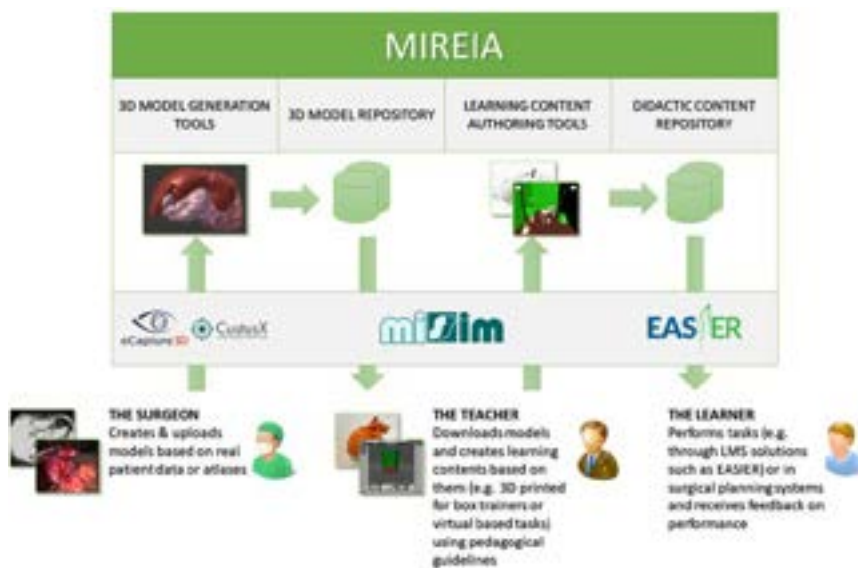 MIREIA
3D MODEL GENERATION
TOOLS
3D MODEL REPOSITORY
LEARNING CONTENT
AUTHORING TOOLS
DIDACTIC CONTENT
REPOSITORY
eCapture3D
CustusX
miSSim
EASIER
THE SURGEON
Creates & uploads
models based on real
patient data or atlases
THE TEACHER
Downloads models
and creates learning
contents based on
them (e.g. 3D printed
for box trainers or
virtual based tasks)
using pedagogical
guidelines
THE LEARNER
Performs tasks (e.g.
through LMS solutions
such as EASIER) or in
surgical planning systems
and receives feedback on
performance